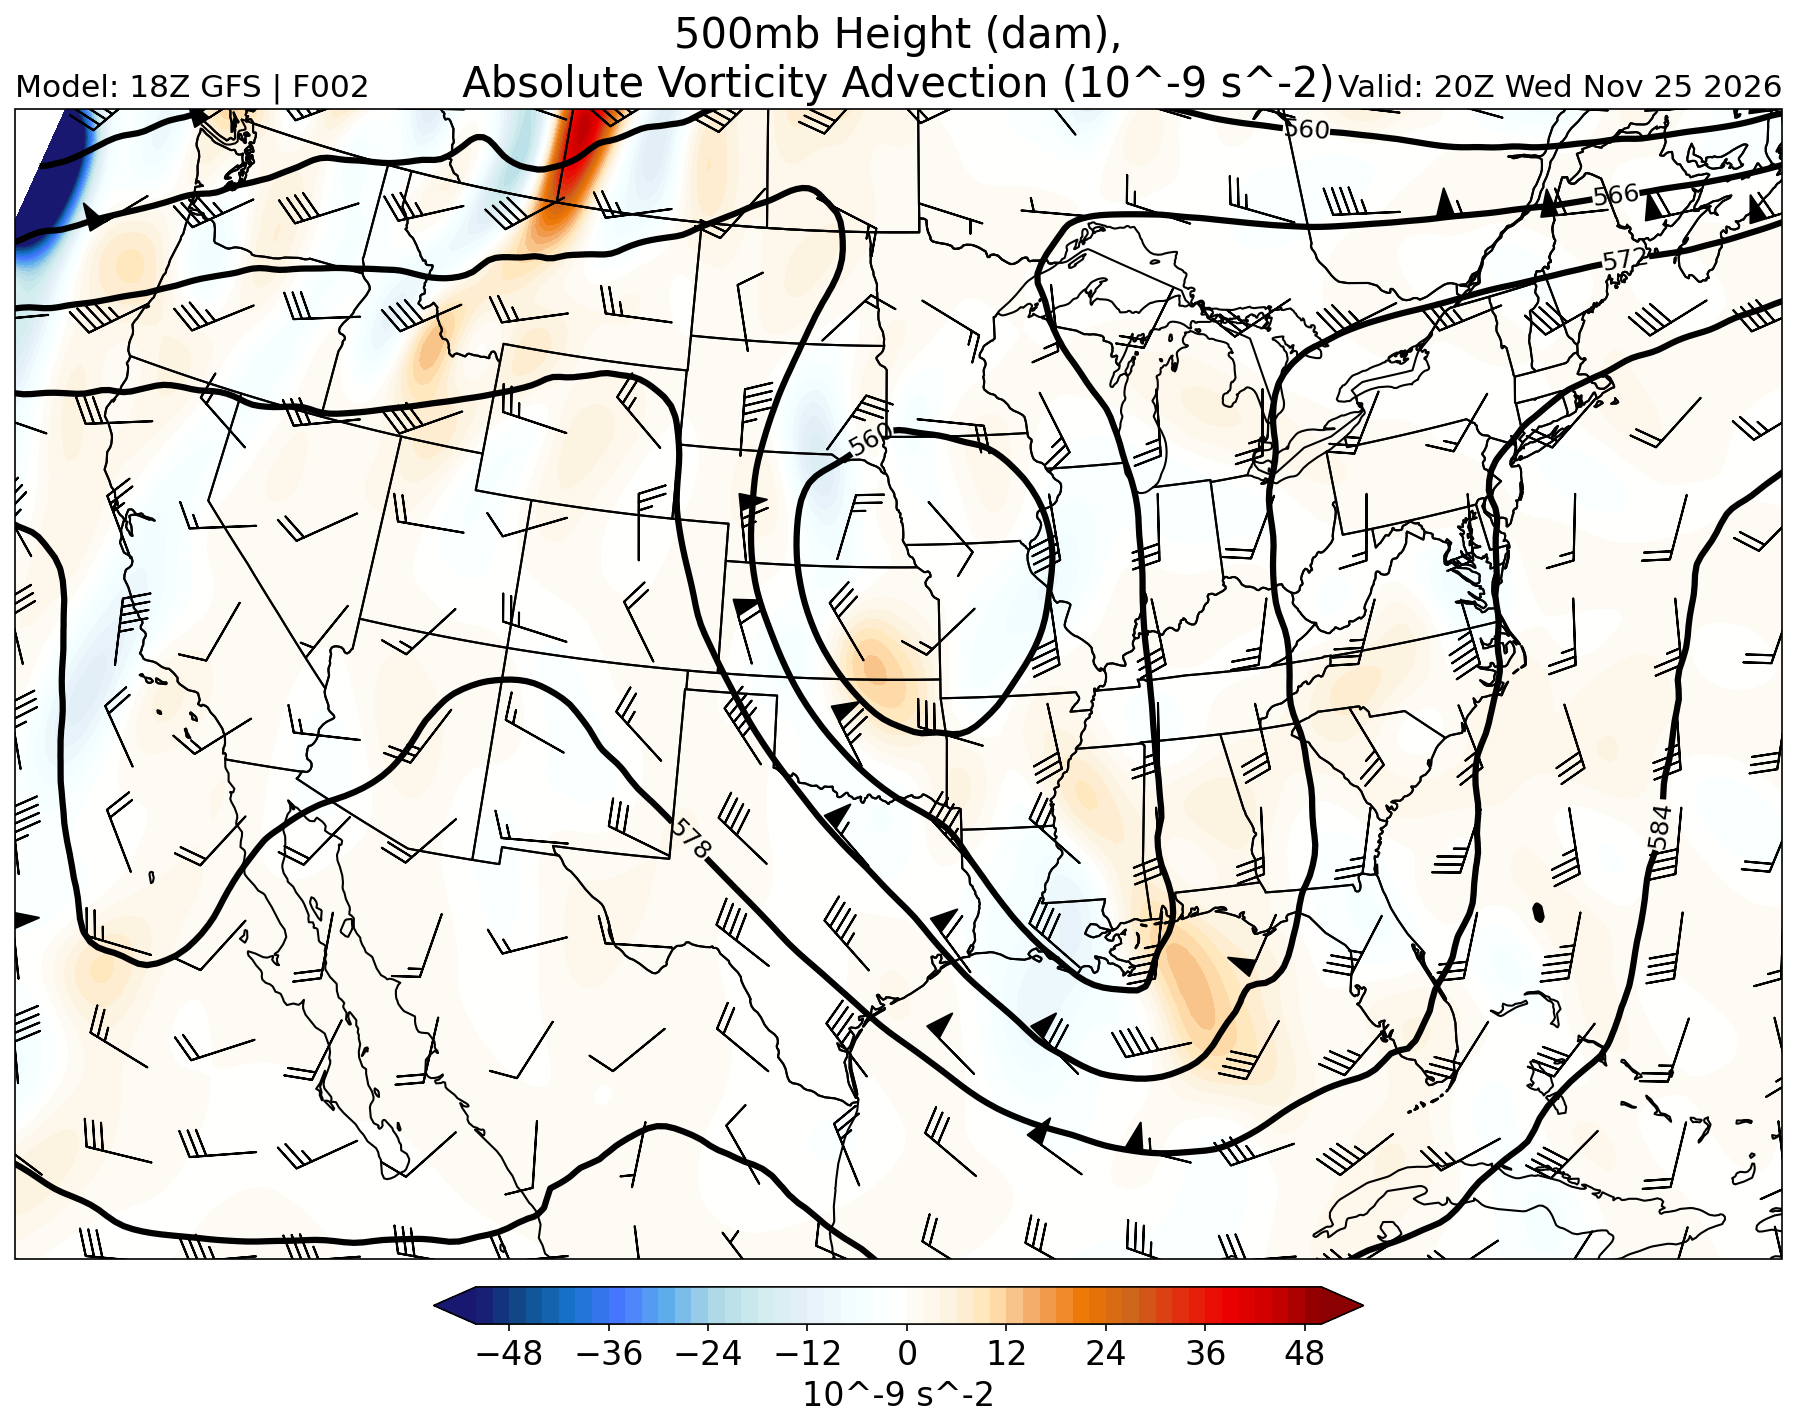 500mb Height (dam),
Model: 18Z GFS | F002
Absolute Vorticity Advection (10^-9 s^-2)
Valid: 20Z Wed Nov 25 2026
560
566
572
560
578
584
−48 −36 −24 −12 0 12 24 36 48
10^-9 s^-2